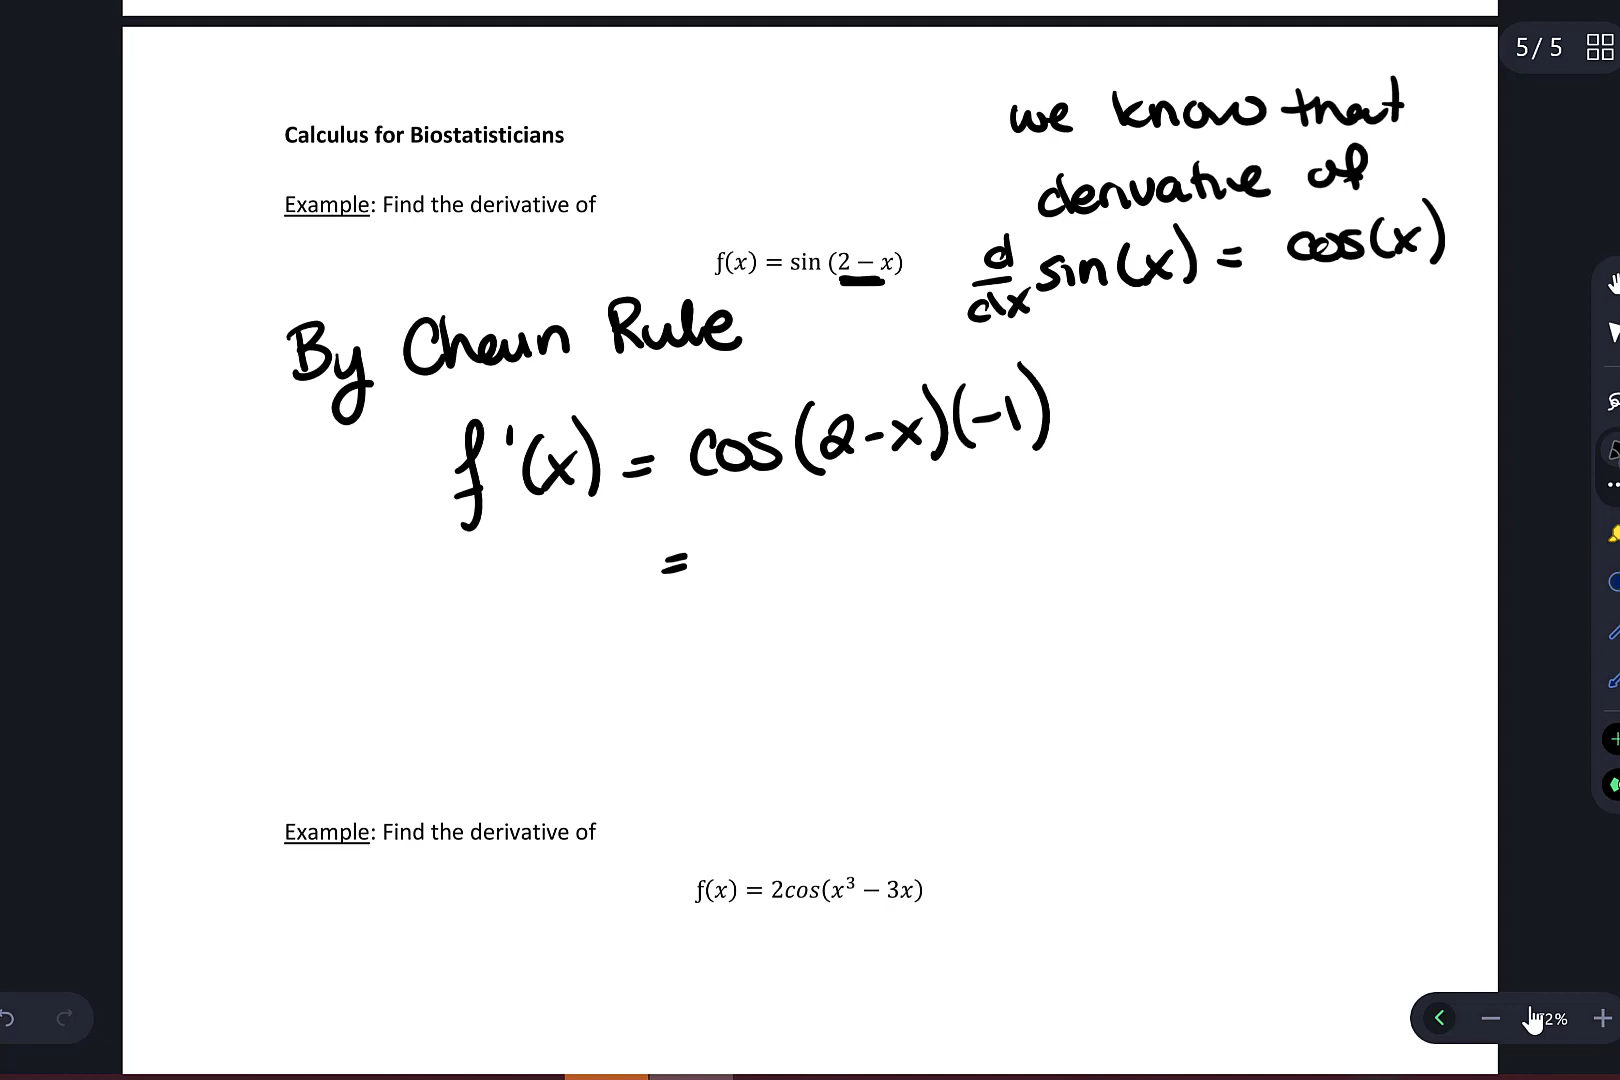 5 / 5
Calculus for Biostatisticians
we know that
derivative of
d/dx sin(x) = cos(x)
Example: Find the derivative of
f(x) = sin (2 − x)
By Chain Rule
f'(x) = cos(2-x)(-1)
=
Example: Find the derivative of
f(x) = 2cos(x³ − 3x)